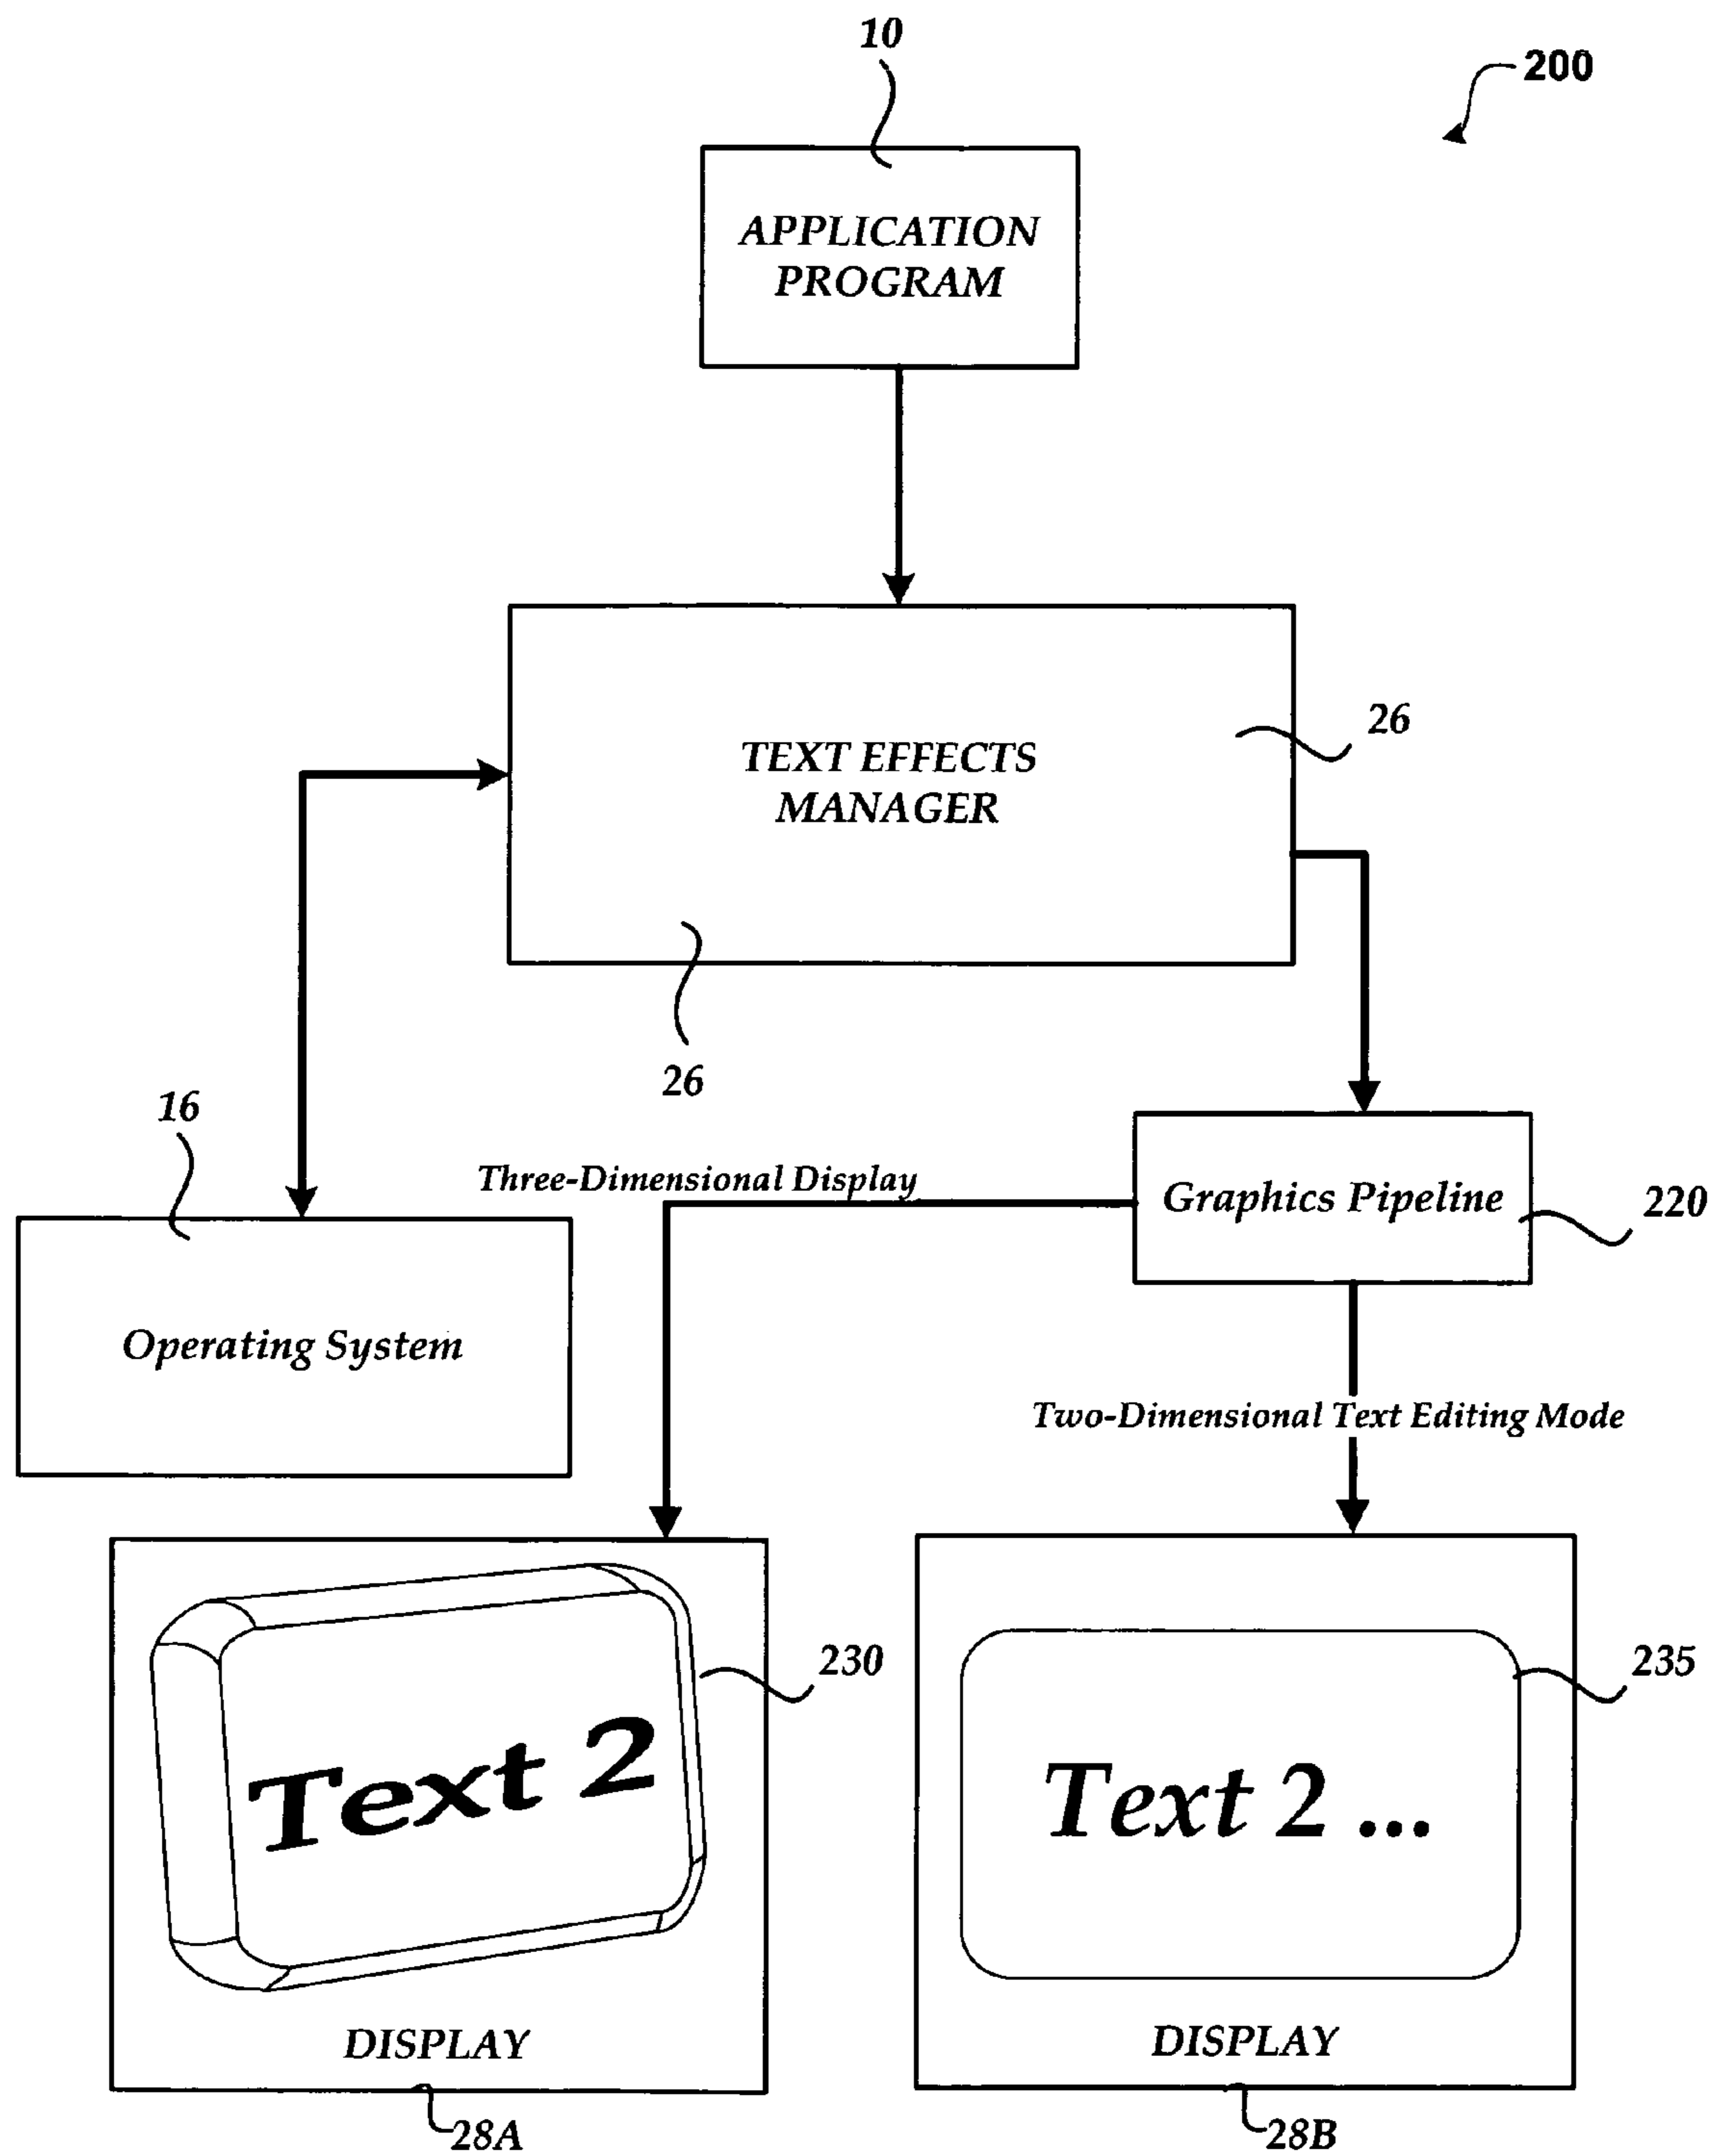 10
200
APPLICATION
PROGRAM
26
TEXT EFFECTS
MANAGER
26
16
Three-Dimensional Display
Graphics Pipeline
220
Operating System
Two-Dimensional Text Editing Mode
230
235
Text 2
Text 2 ...
DISPLAY
DISPLAY
28A
28B